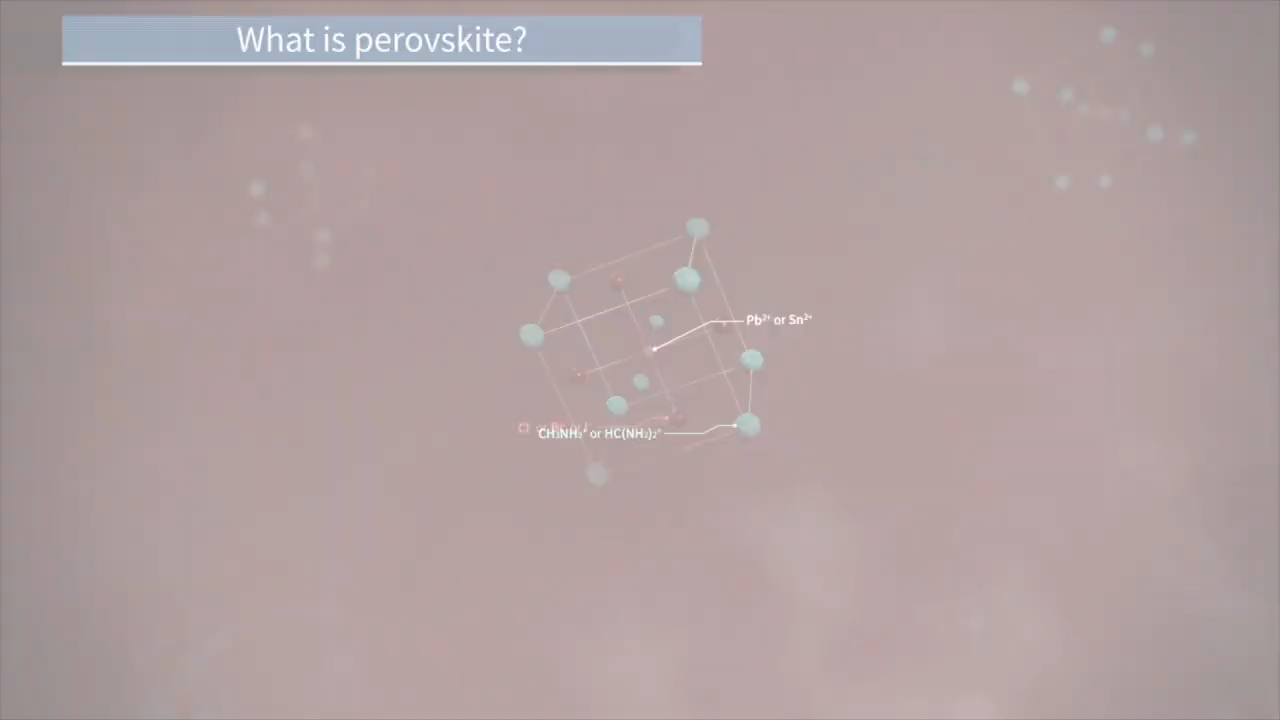 What is perovskite?
Pb²⁺ or Sn²⁺
CH₃NH₃⁺ or HC(NH₂)₂⁺